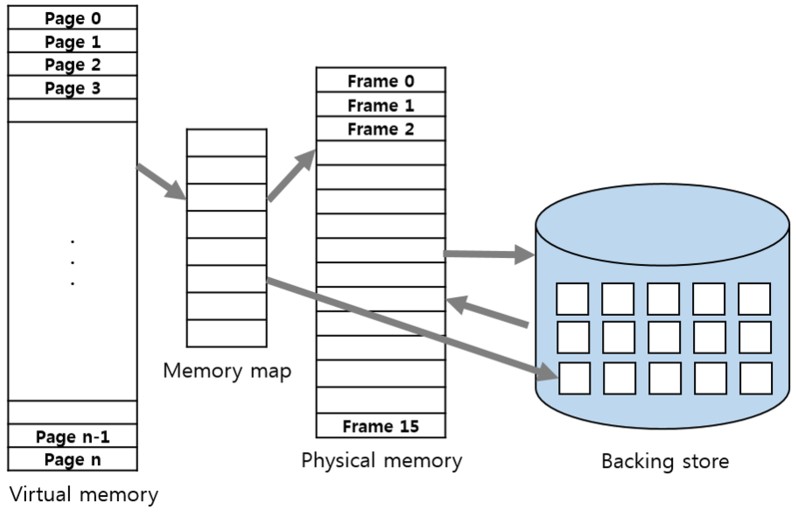 Page 0
Page 1
Page 2
Page 3
.
.
.
Page n-1
Page n
Virtual memory
Memory map
Frame 0
Frame 1
Frame 2
Frame 15
Physical memory
Backing store